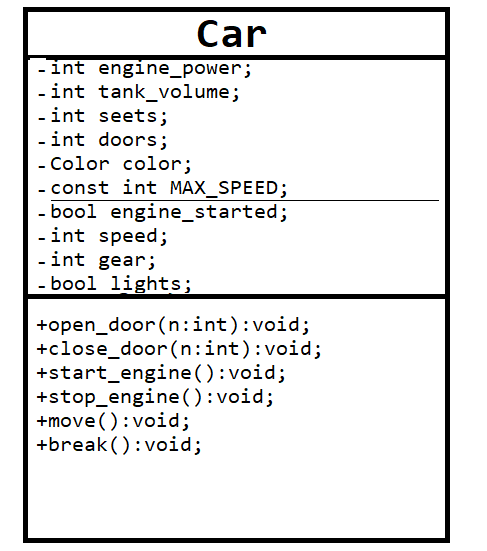 Car
-int engine_power;
-int tank_volume;
-int seets;
-int doors;
-Color color;
-const int MAX_SPEED;
-bool engine_started;
-int speed;
-int gear;
-bool lights;
+open_door(n:int):void;
+close_door(n:int):void;
+start_engine():void;
+stop_engine():void;
+move():void;
+break():void;